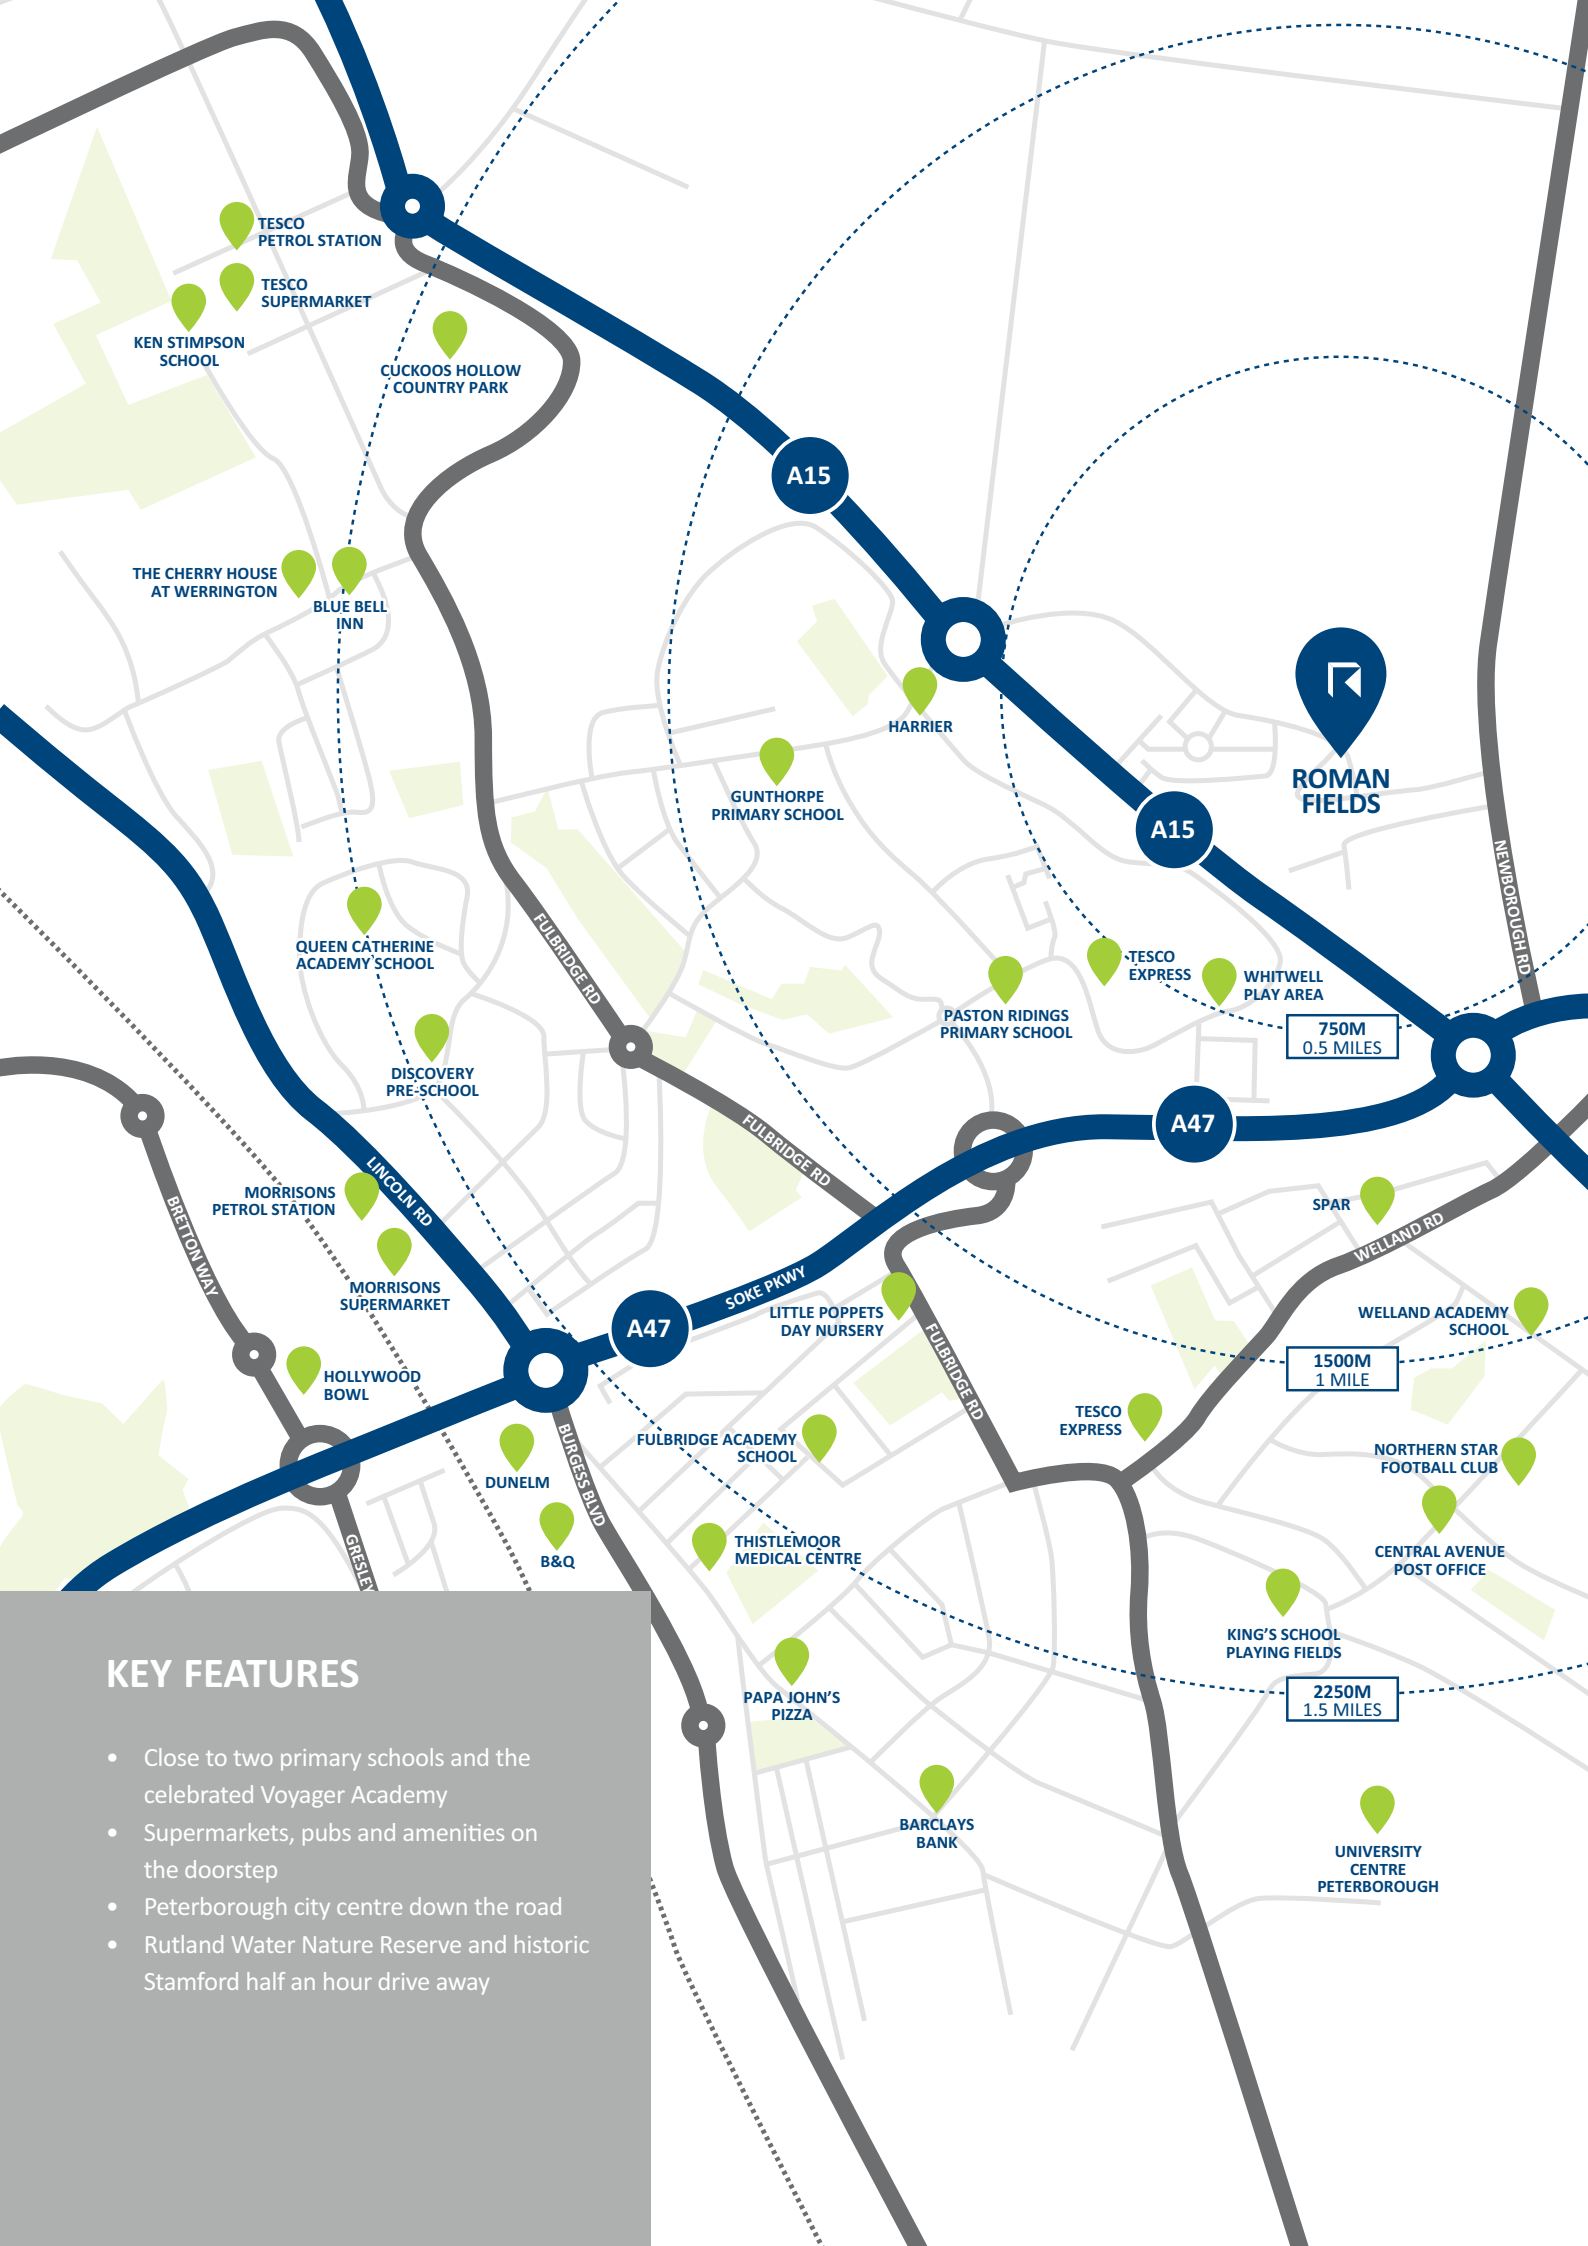 TESCO
PETROL STATION
TESCO
SUPERMARKET
KEN STIMPSON
SCHOOL
CUCKOOS HOLLOW
COUNTRY PARK
A15
THE CHERRY HOUSE
AT WERRINGTON
BLUE BELL
INN
HARRIER
ROMAN
FIELDS
GUNTHORPE
PRIMARY SCHOOL
A15
NEWBOROUGH RD
QUEEN CATHERINE
ACADEMY SCHOOL
FULBRIDGE RD
TESCO
EXPRESS
WHITWELL
PLAY AREA
PASTON RIDINGS
PRIMARY SCHOOL
750M
0.5 MILES
DISCOVERY
PRE-SCHOOL
A47
FULBRIDGE RD
LINCOLN RD
MORRISONS
PETROL STATION
BRETTON WAY
SPAR
WELLAND RD
MORRISONS
SUPERMARKET
SOKE PKWY
A47
LITTLE POPPETS
DAY NURSERY
WELLAND ACADEMY
SCHOOL
FULBRIDGE RD
1500M
1 MILE
HOLLYWOOD
BOWL
TESCO
EXPRESS
FULBRIDGE ACADEMY
SCHOOL
NORTHERN STAR
FOOTBALL CLUB
DUNELM
BURGESS BLVD
B&Q
THISTLEMOOR
MEDICAL CENTRE
CENTRAL AVENUE
POST OFFICE
GRESLEY
KING'S SCHOOL
PLAYING FIELDS
2250M
1.5 MILES
PAPA JOHN'S
PIZZA
BARCLAYS
BANK
UNIVERSITY
CENTRE
PETERBOROUGH
KEY FEATURES
• Close to two primary schools and the
celebrated Voyager Academy
• Supermarkets, pubs and amenities on
the doorstep
• Peterborough city centre down the road
• Rutland Water Nature Reserve and historic
Stamford half an hour drive away